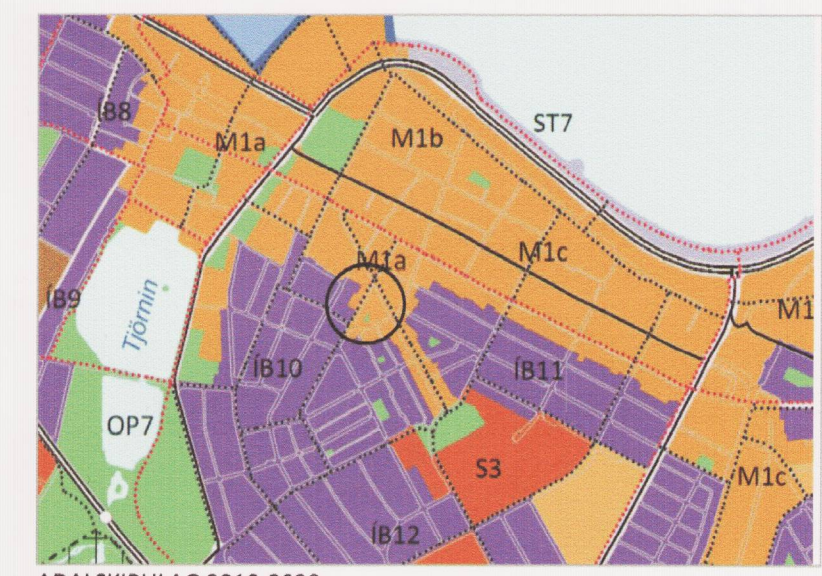 ÍB8
M1a
M1b
ST7
M1a
M1c
ÍB9
Tjörnin
M1
ÍB10
ÍB11
OP7
S3
M1c
ÍB12